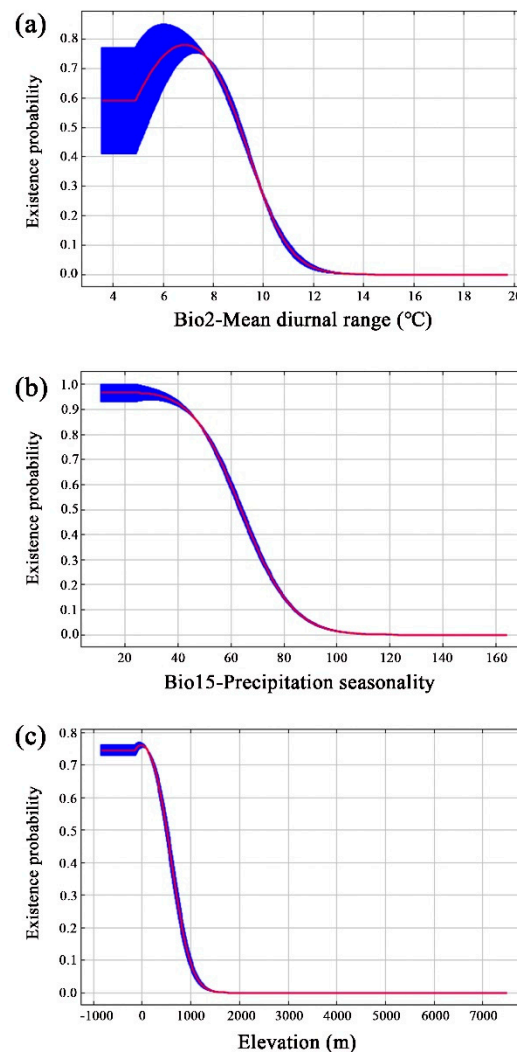 (a)
Existence probability
0.8
0.7
0.6
0.5
0.4
0.3
0.2
0.1
0.0
4 6 8 10 12 14 16 18 20
Bio2-Mean diurnal range (℃)
(b)
Existence probability
1.0
0.9
0.8
0.7
0.6
0.5
0.4
0.3
0.2
0.1
0.0
20 40 60 80 100 120 140 160
Bio15-Precipitation seasonality
(c)
Existence probability
0.8
0.7
0.6
0.5
0.4
0.3
0.2
0.1
0.0
-1000 0 1000 2000 3000 4000 5000 6000 7000
Elevation (m)